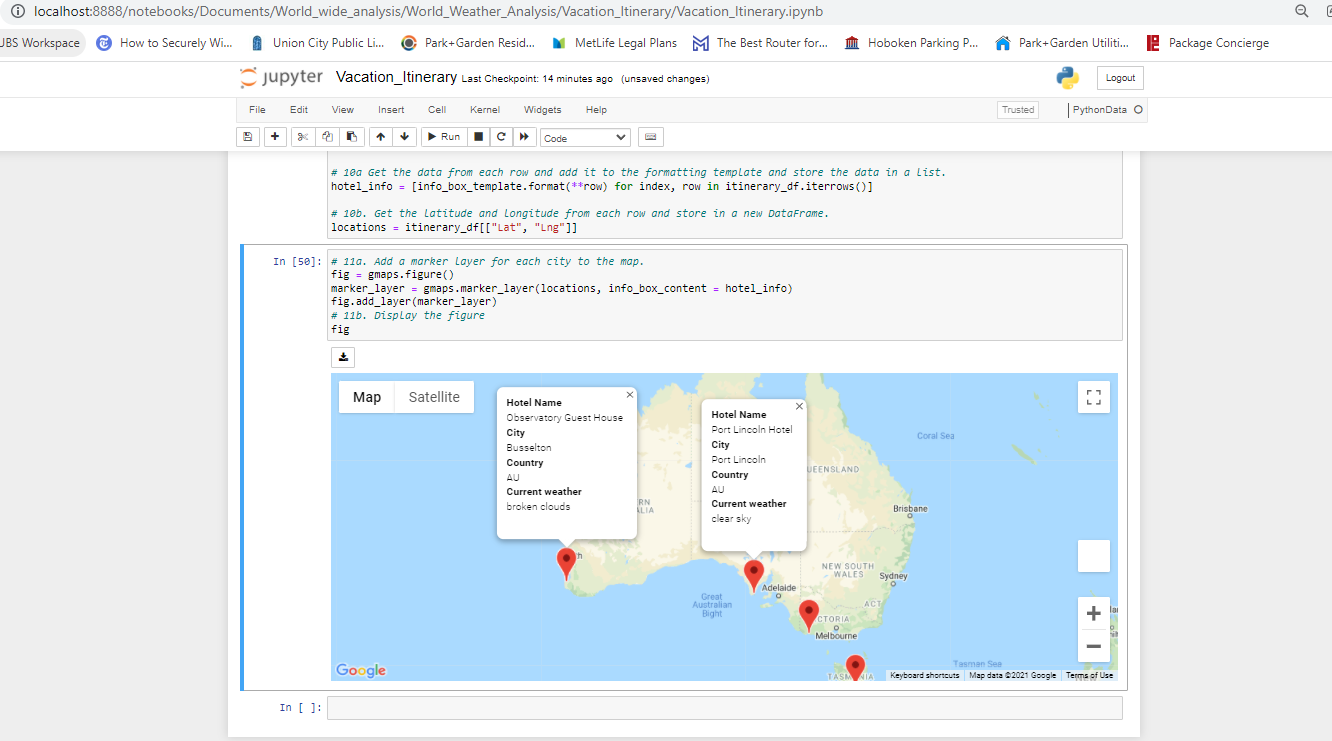 localhost:8888/notebooks/Documents/World_wide_analysis/World_Weather_Analysis/Vacation_Itinerary/Vacation_Itinerary.ipynb
JBS Workspace How to Securely Wi... Union City Public Li... Park+Garden Resid... MetLife Legal Plans The Best Router for... Hoboken Parking P... Park+Garden Utiliti... Package Concierge
jupyter Vacation_Itinerary Last Checkpoint: 14 minutes ago (unsaved changes) Logout
File Edit View Insert Cell Kernel Widgets Help Trusted PythonData
Run Code
# 10a Get the data from each row and add it to the formatting template and store the data in a list.
hotel_info = [info_box_template.format(**row) for index, row in itinerary_df.iterrows()]
# 10b. Get the latitude and longitude from each row and store in a new DataFrame.
locations = itinerary_df[["Lat", "Lng"]]
In [50]:
# 11a. Add a marker layer for each city to the map.
fig = gmaps.figure()
marker_layer = gmaps.marker_layer(locations, info_box_content = hotel_info)
fig.add_layer(marker_layer)
# 11b. Display the figure
fig
Map Satellite
Hotel Name
Observatory Guest House
City
Busselton
Country
AU
Current weather
broken clouds
Hotel Name
Port Lincoln Hotel
City
Port Lincoln
Country
AU
Current weather
clear sky
Coral Sea
UEENSLAND
RN
ALIA
Brisbane
th
NEW SOUTH
WALES
Sydney
Adelaide
ACT
Great
Australian
Bight
CTORIA
Melbourne
Tasman Sea
TASMANIA
Google
Keyboard shortcuts Map data ©2021 Google Terms of Use
In [ ]: